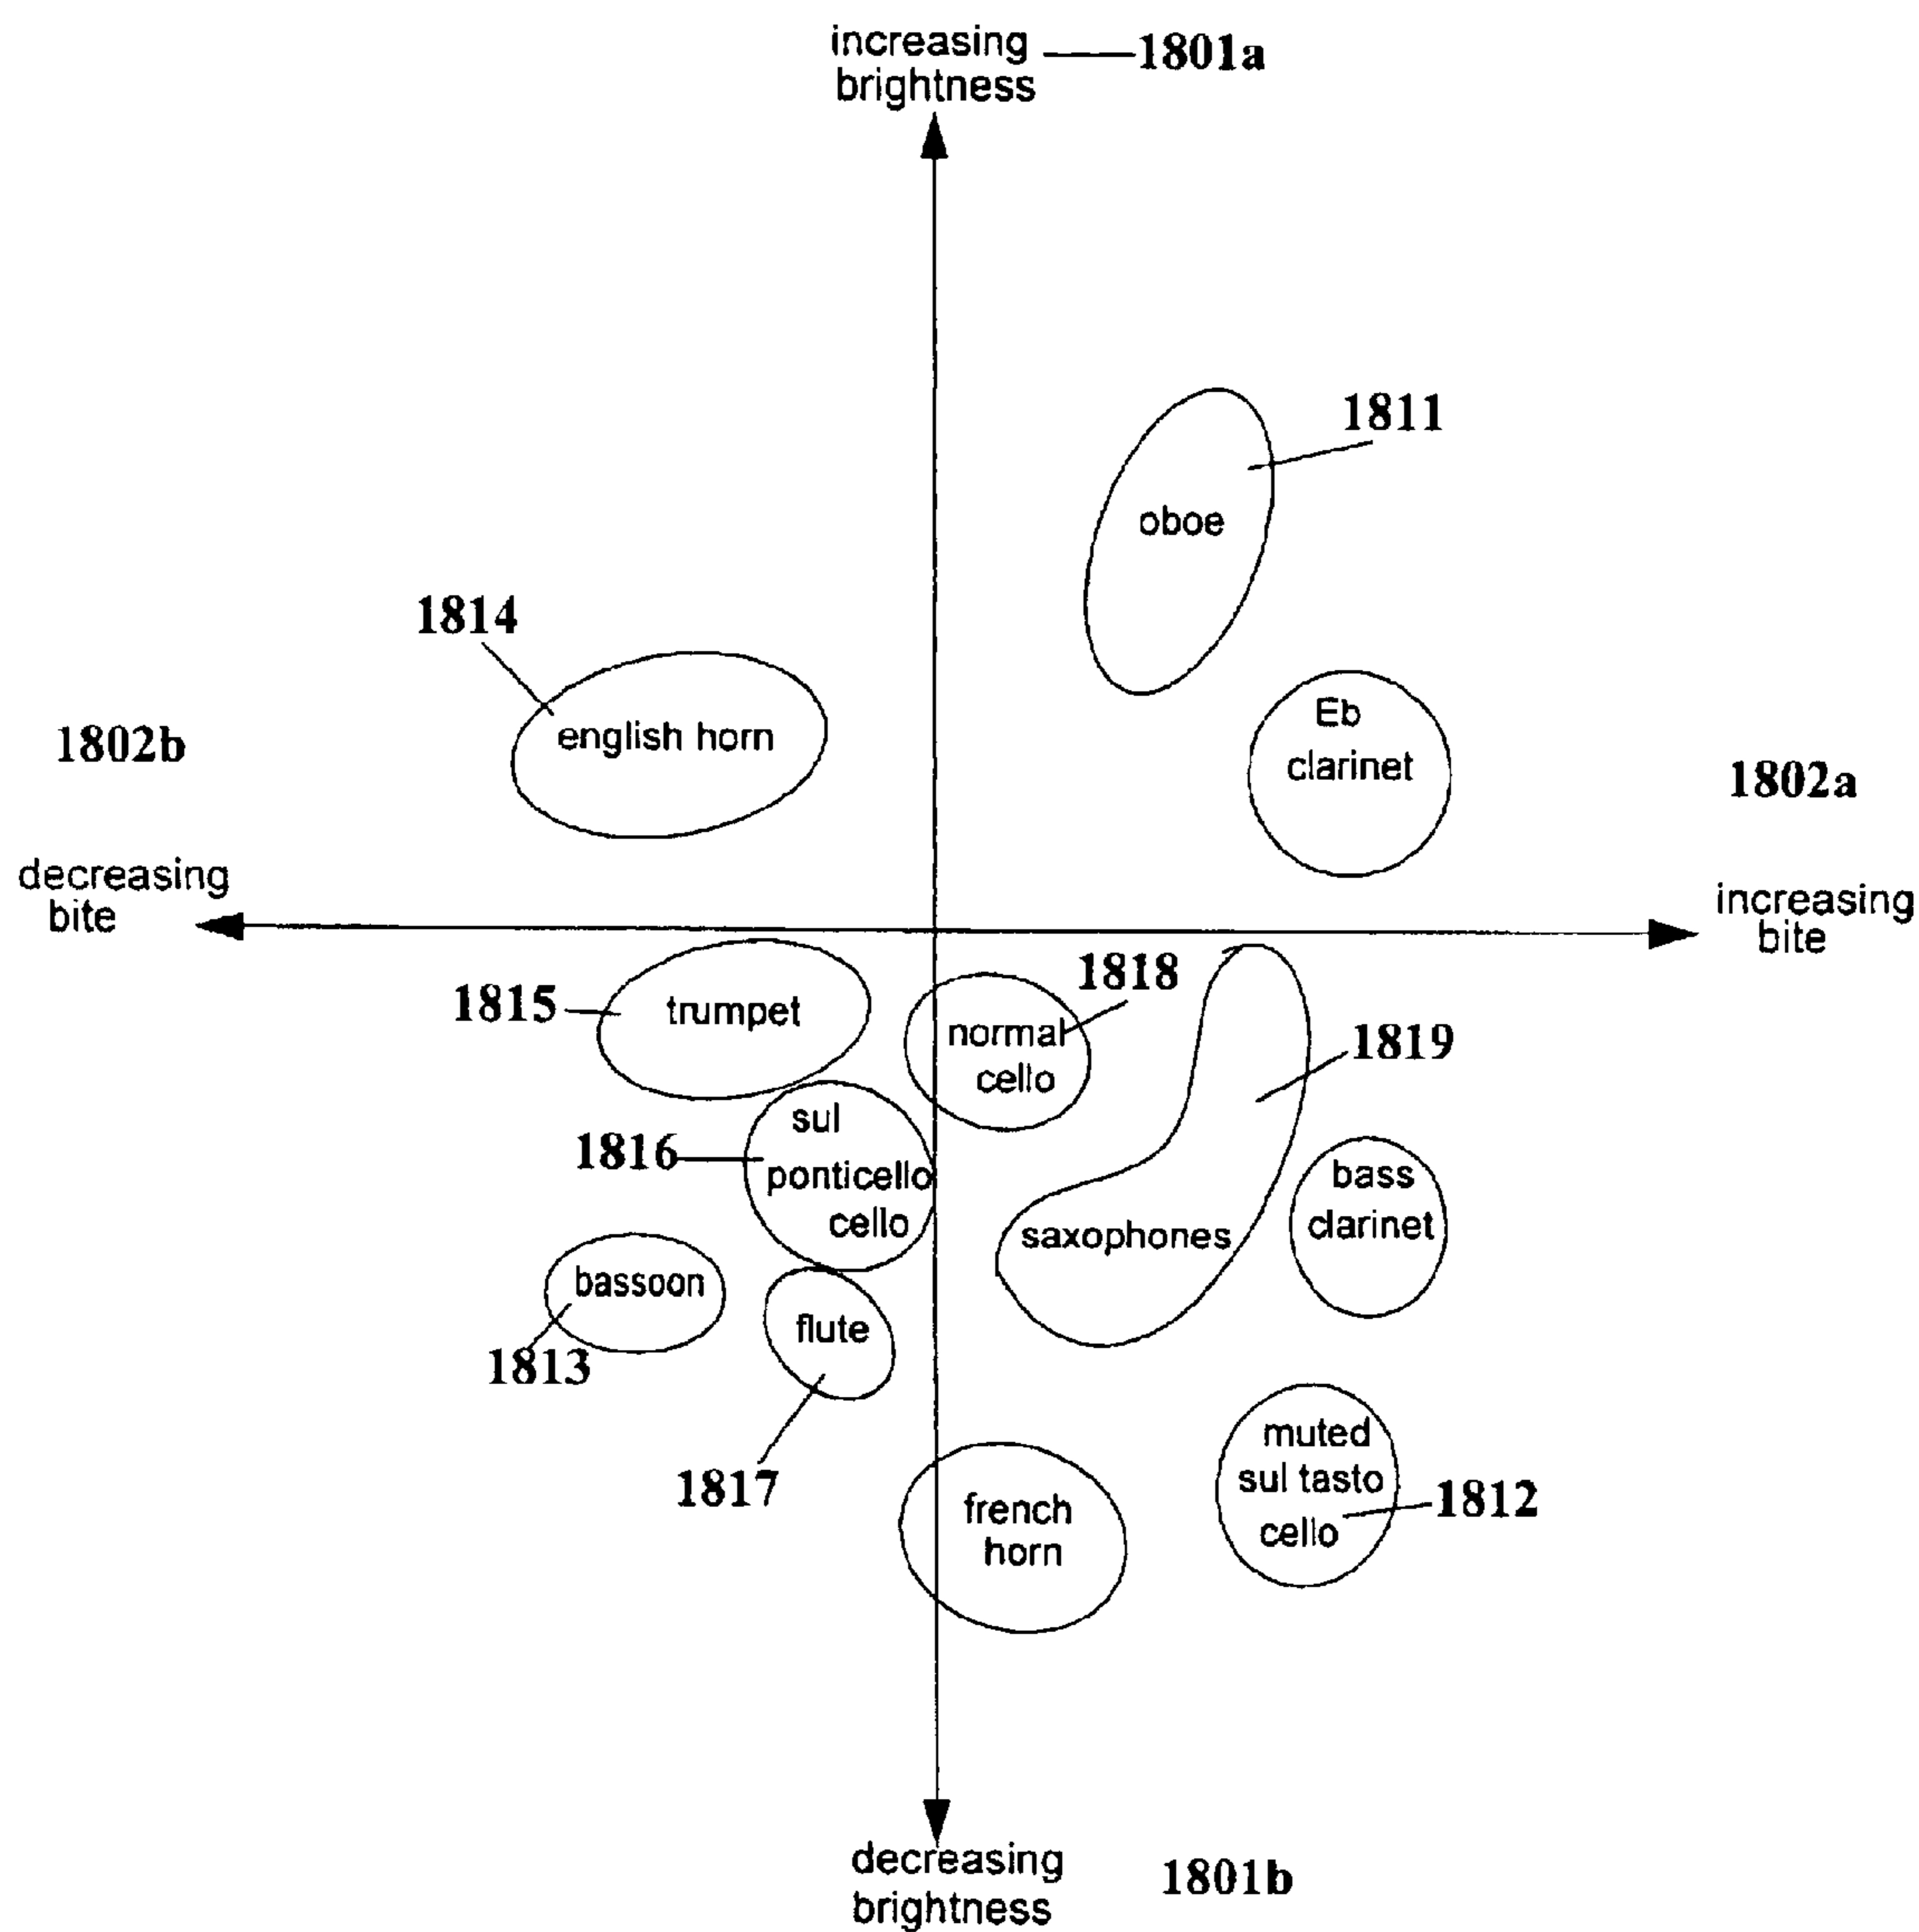 increasing
brightness
1801a
1811
oboe
1814
english horn
Eb
clarinet
1802b
1802a
decreasing
bite
increasing
bite
1815
trumpet
1818
normal
cello
1819
sul
ponticello
cello
1816
saxophones
bass
clarinet
bassoon
1813
flute
1817
french
horn
muted
sul tasto
cello
1812
decreasing
brightness
1801b